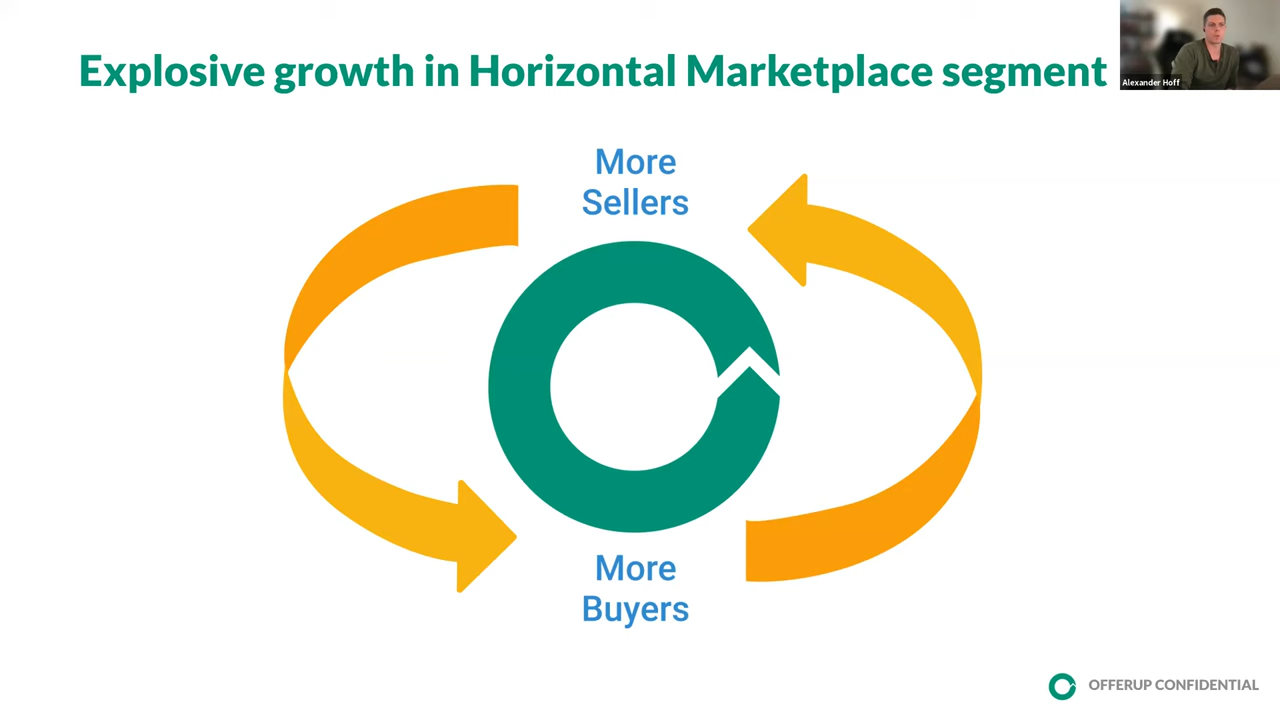 Explosive growth in Horizontal Marketplace segment
Alexander Hoff
More
Sellers
More
Buyers
OFFERUP CONFIDENTIAL